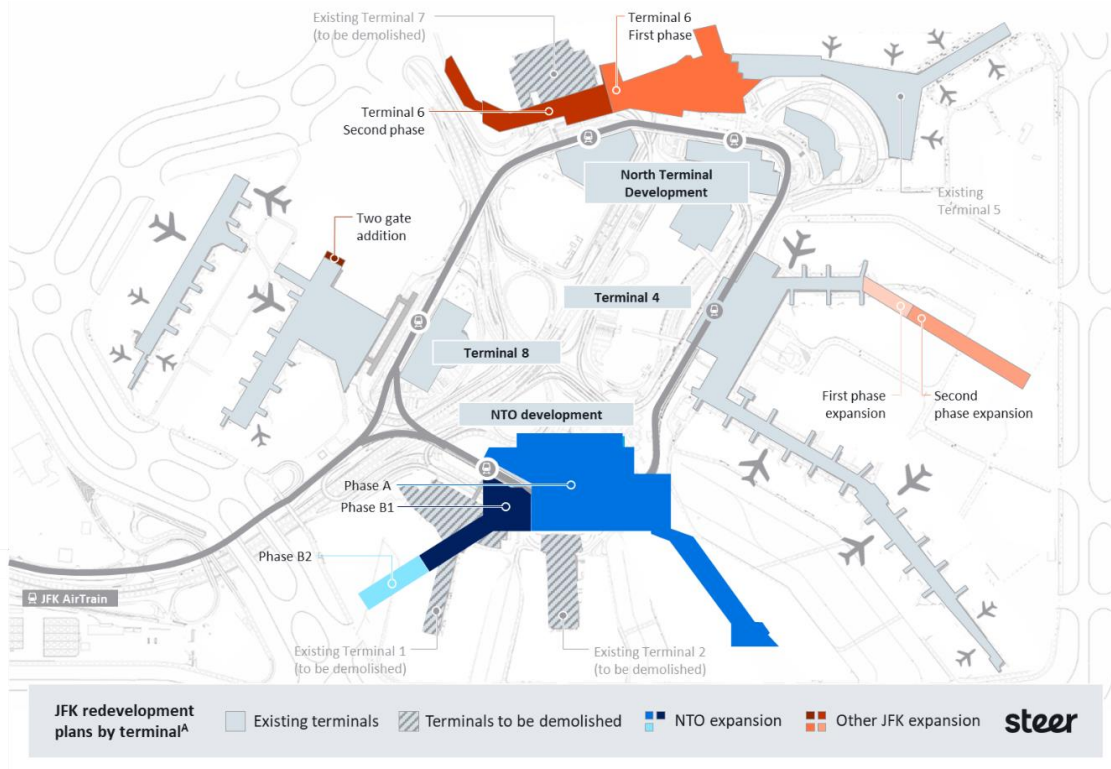 Existing Terminal 7
(to be demolished)
Terminal 6
First phase
Terminal 6
Second phase
North Terminal
Development
Existing
Terminal 5
Two gate
addition
Terminal 4
Terminal 8
First phase
expansion
Second
phase expansion
NTO development
Phase A
Phase B1
Phase B2
JFK AirTrain
Existing Terminal 1
(to be demolished)
Existing Terminal 2
(to be demolished)
JFK redevelopment
plans by terminalᴬ
Existing terminals
Terminals to be demolished
NTO expansion
Other JFK expansion
steer